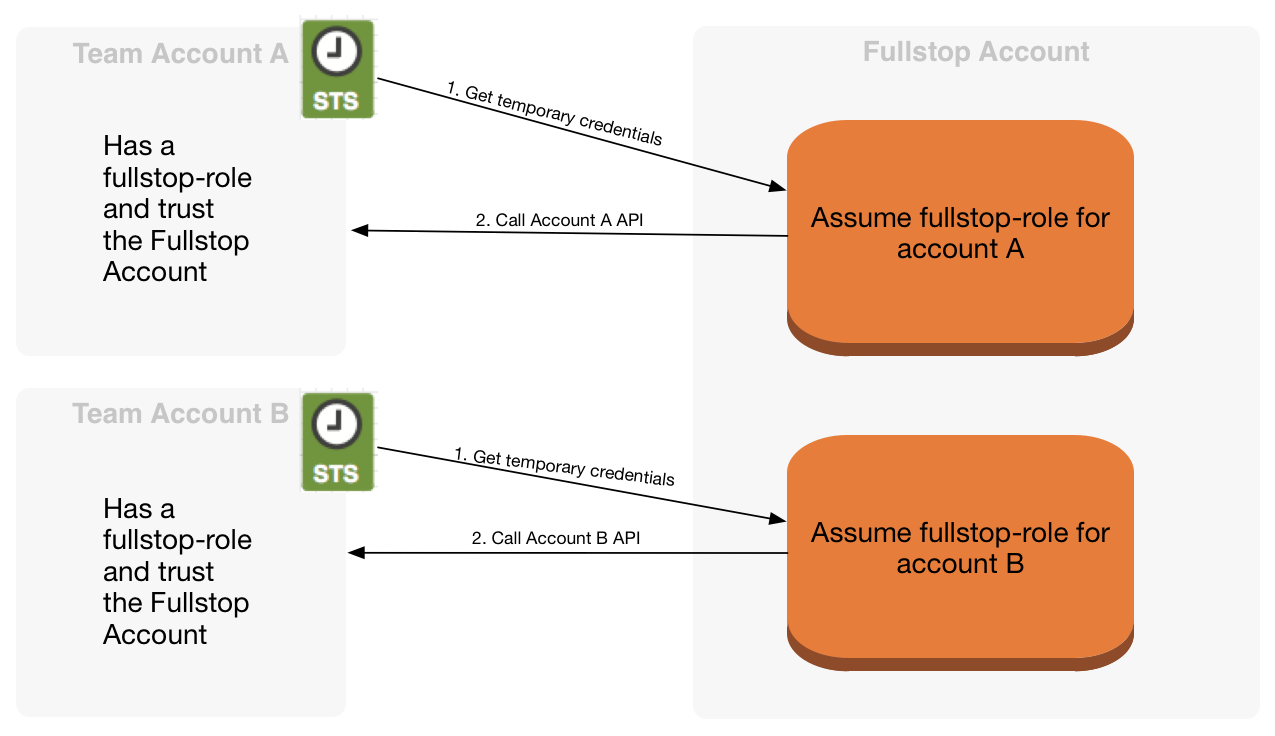 Team Account A
STS
Has a
fullstop-role
and trust
the Fullstop
Account
1. Get temporary credentials
2. Call Account A API
Fullstop Account
Assume fullstop-role for
account A
Team Account B
STS
Has a
fullstop-role
and trust
the Fullstop
Account
1. Get temporary credentials
2. Call Account B API
Assume fullstop-role for
account B